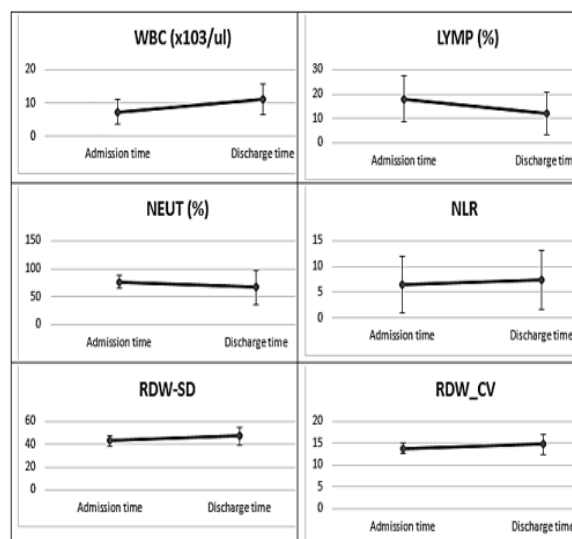 WBC (x103/ul)
20
10
0
Admission time
Discharge time
LYMP (%)
30
20
10
0
Admission time
Discharge time
NEUT (%)
150
100
50
0
Admission time
Discharge time
NLR
15
10
5
0
Admission time
Discharge time
RDW-SD
60
40
20
0
Admission time
Discharge time
RDW_CV
20
15
10
5
0
Admission time
Discharge time